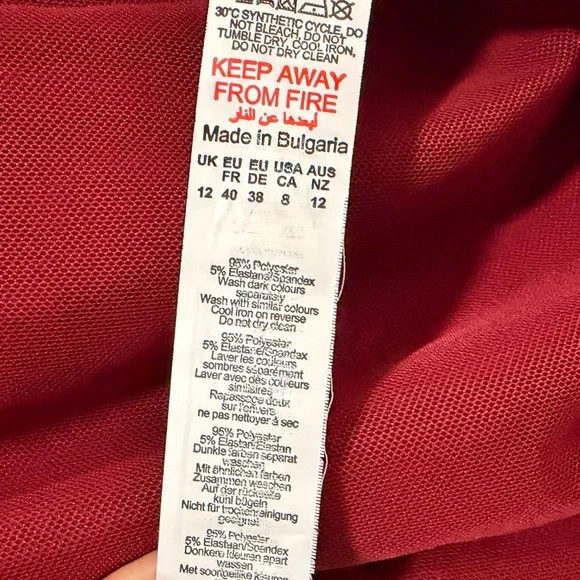 30°C SYNTHETIC CYCLE, DO
NOT BLEACH, DO NOT
TUMBLE DRY, COOL IRON,
DO NOT DRY CLEAN
KEEP AWAY
FROM FIRE
أبعدها عن النار
Made in Bulgaria
UK EU EU USA AUS
FR DE CA NZ
12 40 38 8 12
95% Polyester
5% Elastane/Spandex
Wash dark colours
separately
Wash with similar colours
Cool iron on reverse
Do not dry clean
95% Polyester
5% Elastane/Spandex
Laver les couleurs
sombres séparément
Laver avec des couleurs
similaires
Repassage doux
sur l'envers
ne pas nettoyer à sec
95% Polyester
5% Elastan/Elastan
Dunkle farben separat
waschen
Mit ähnlichen farben
Zusammen waschen
Auf der rückseite
kühl bügeln
Nicht für trockenreinigung
geeignet
95% Polyester
5% Elastaan/Spandex
Donkere kleuren apart
wassen
Met soortgelijke kleuren